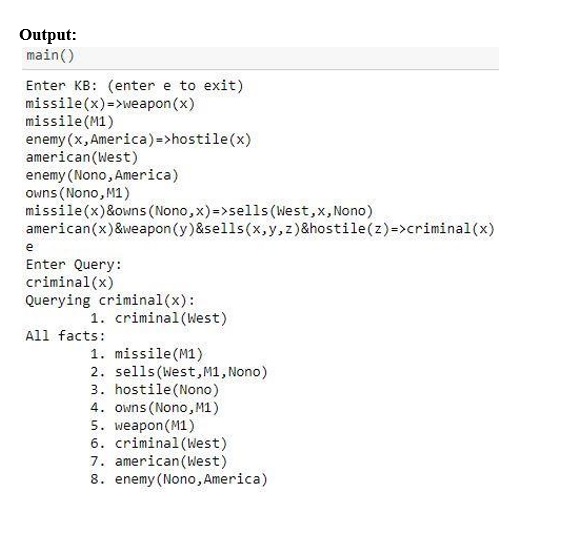 Output:
main()
Enter KB: (enter e to exit)
missile(x)=>weapon(x)
missile(M1)
enemy(x,America)=>hostile(x)
american(West)
enemy(Nono,America)
owns(Nono,M1)
missile(x)&owns(Nono,x)=>sells(West,x,Nono)
american(x)&weapon(y)&sells(x,y,z)&hostile(z)=>criminal(x)
e
Enter Query:
criminal(x)
Querying criminal(x):
1. criminal(West)
All facts:
1. missile(M1)
2. sells(West,M1,Nono)
3. hostile(Nono)
4. owns(Nono,M1)
5. weapon(M1)
6. criminal(West)
7. american(West)
8. enemy(Nono,America)